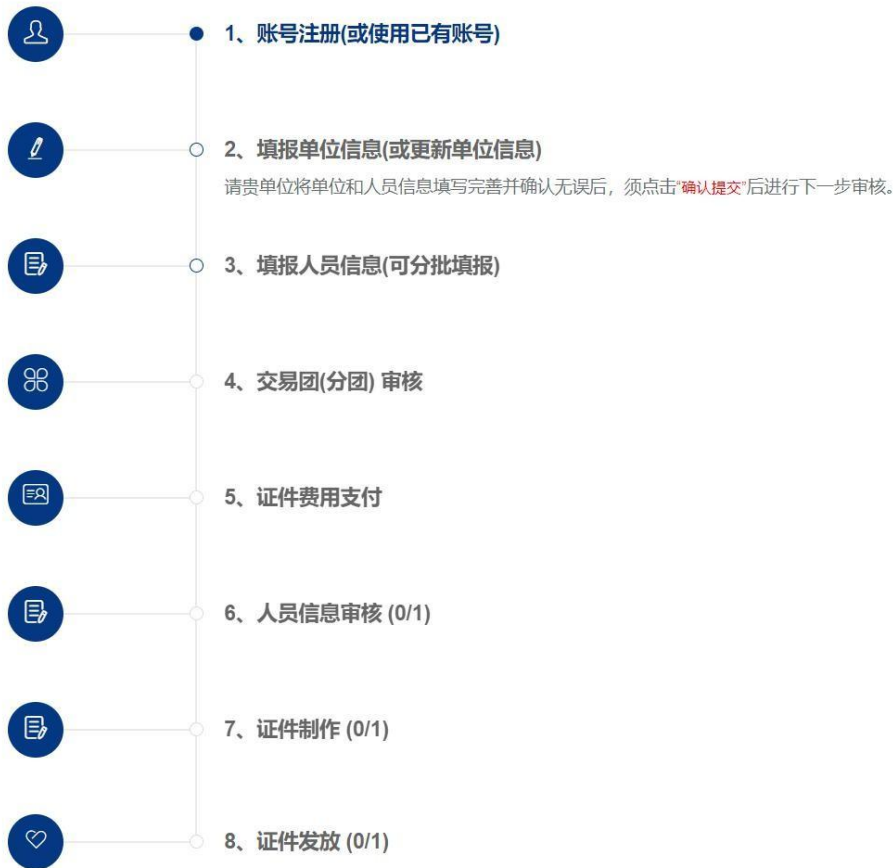 1、账号注册(或使用已有账号)
2、填报单位信息(或更新单位信息)
请贵单位将单位和人员信息填写完善并确认无误后，须点击“确认提交”后进行下一步审核。
3、填报人员信息(可分批填报)
4、交易团(分团) 审核
5、证件费用支付
6、人员信息审核 (0/1)
7、证件制作 (0/1)
8、证件发放 (0/1)